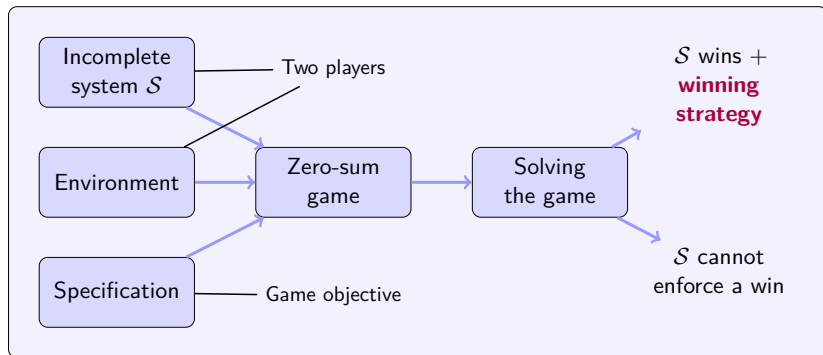 Incomplete
system 𝒮
Two players
𝒮 wins +
winning
strategy
Environment
Zero-sum
game
Solving
the game
Specification
Game objective
𝒮 cannot
enforce a win